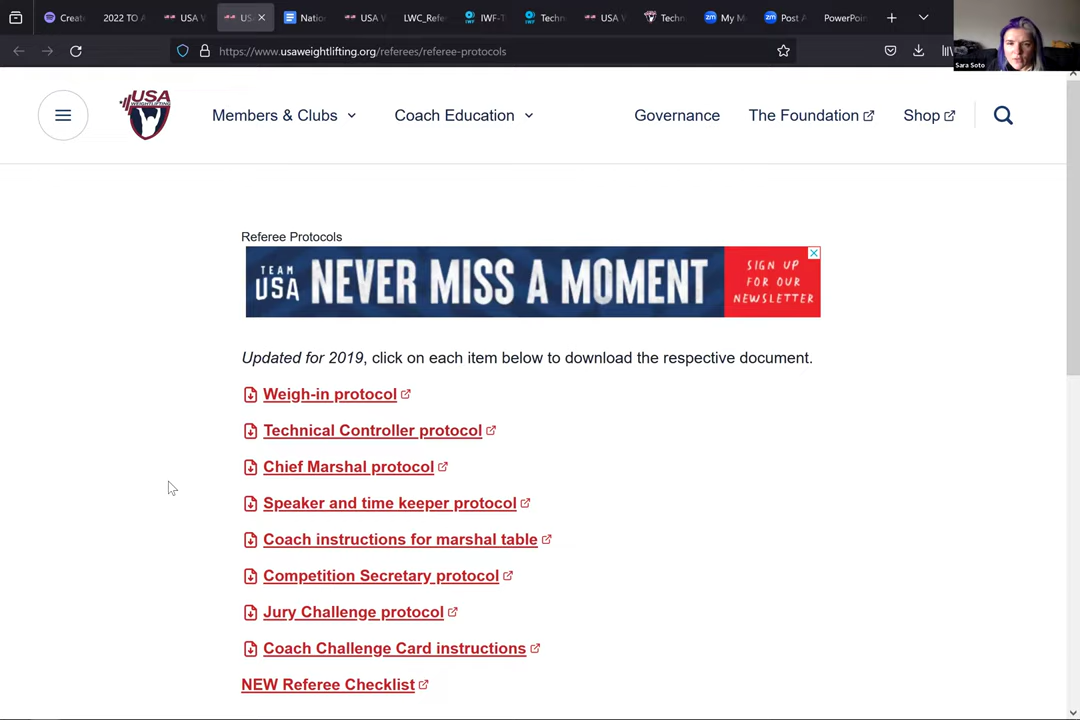 Create
2022 TO A
USA W
US
Natio
USA W
LWC_Refe
IWF-T
Techn
USA W
Techn
My M
Post A
PowerPoin
https://www.usaweightlifting.org/referees/referee-protocols
Sara Soto
USA
WEIGHTLIFTING
Members & Clubs
Coach Education
Governance
The Foundation
Shop
Referee Protocols
TEAM USA NEVER MISS A MOMENT
SIGN UP
FOR OUR
NEWSLETTER
Updated for 2019, click on each item below to download the respective document.
Weigh-in protocol
Technical Controller protocol
Chief Marshal protocol
Speaker and time keeper protocol
Coach instructions for marshal table
Competition Secretary protocol
Jury Challenge protocol
Coach Challenge Card instructions
NEW Referee Checklist